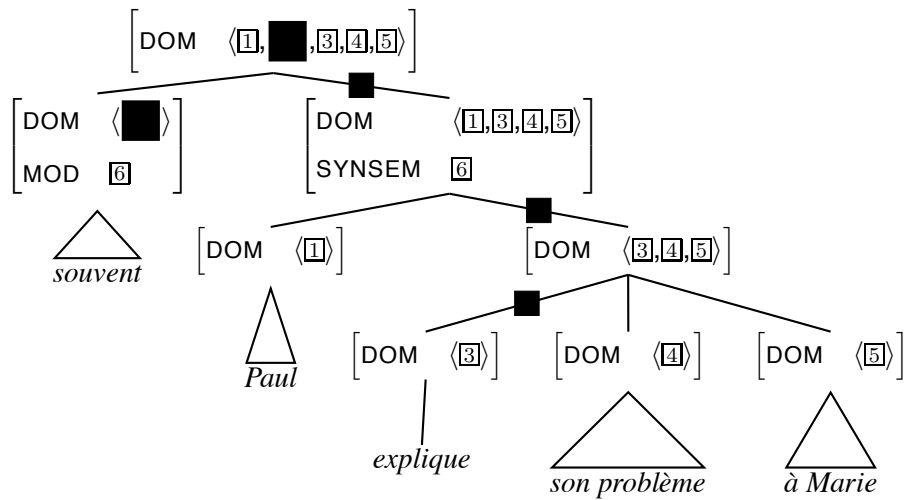 [DOM ⟨1, ,3,4,5⟩]
[DOM ⟨ ⟩ [DOM ⟨1,3,4,5⟩
MOD 6] SYNSEM 6]
souvent [DOM ⟨1⟩] [DOM ⟨3,4,5⟩]
Paul [DOM ⟨3⟩] [DOM ⟨4⟩] [DOM ⟨5⟩]
explique son problème à Marie